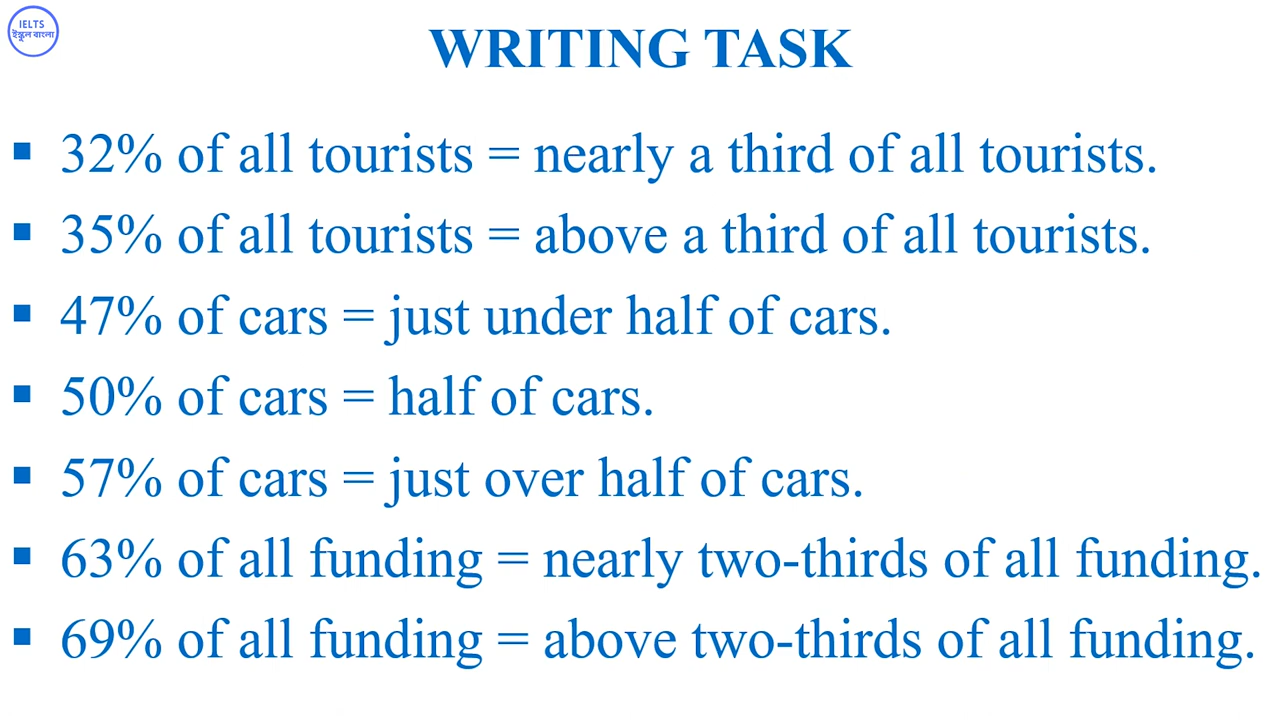 IELTS
ইস্কুল বাংলা
WRITING TASK
▪ 32% of all tourists = nearly a third of all tourists.
▪ 35% of all tourists = above a third of all tourists.
▪ 47% of cars = just under half of cars.
▪ 50% of cars = half of cars.
▪ 57% of cars = just over half of cars.
▪ 63% of all funding = nearly two-thirds of all funding.
▪ 69% of all funding = above two-thirds of all funding.